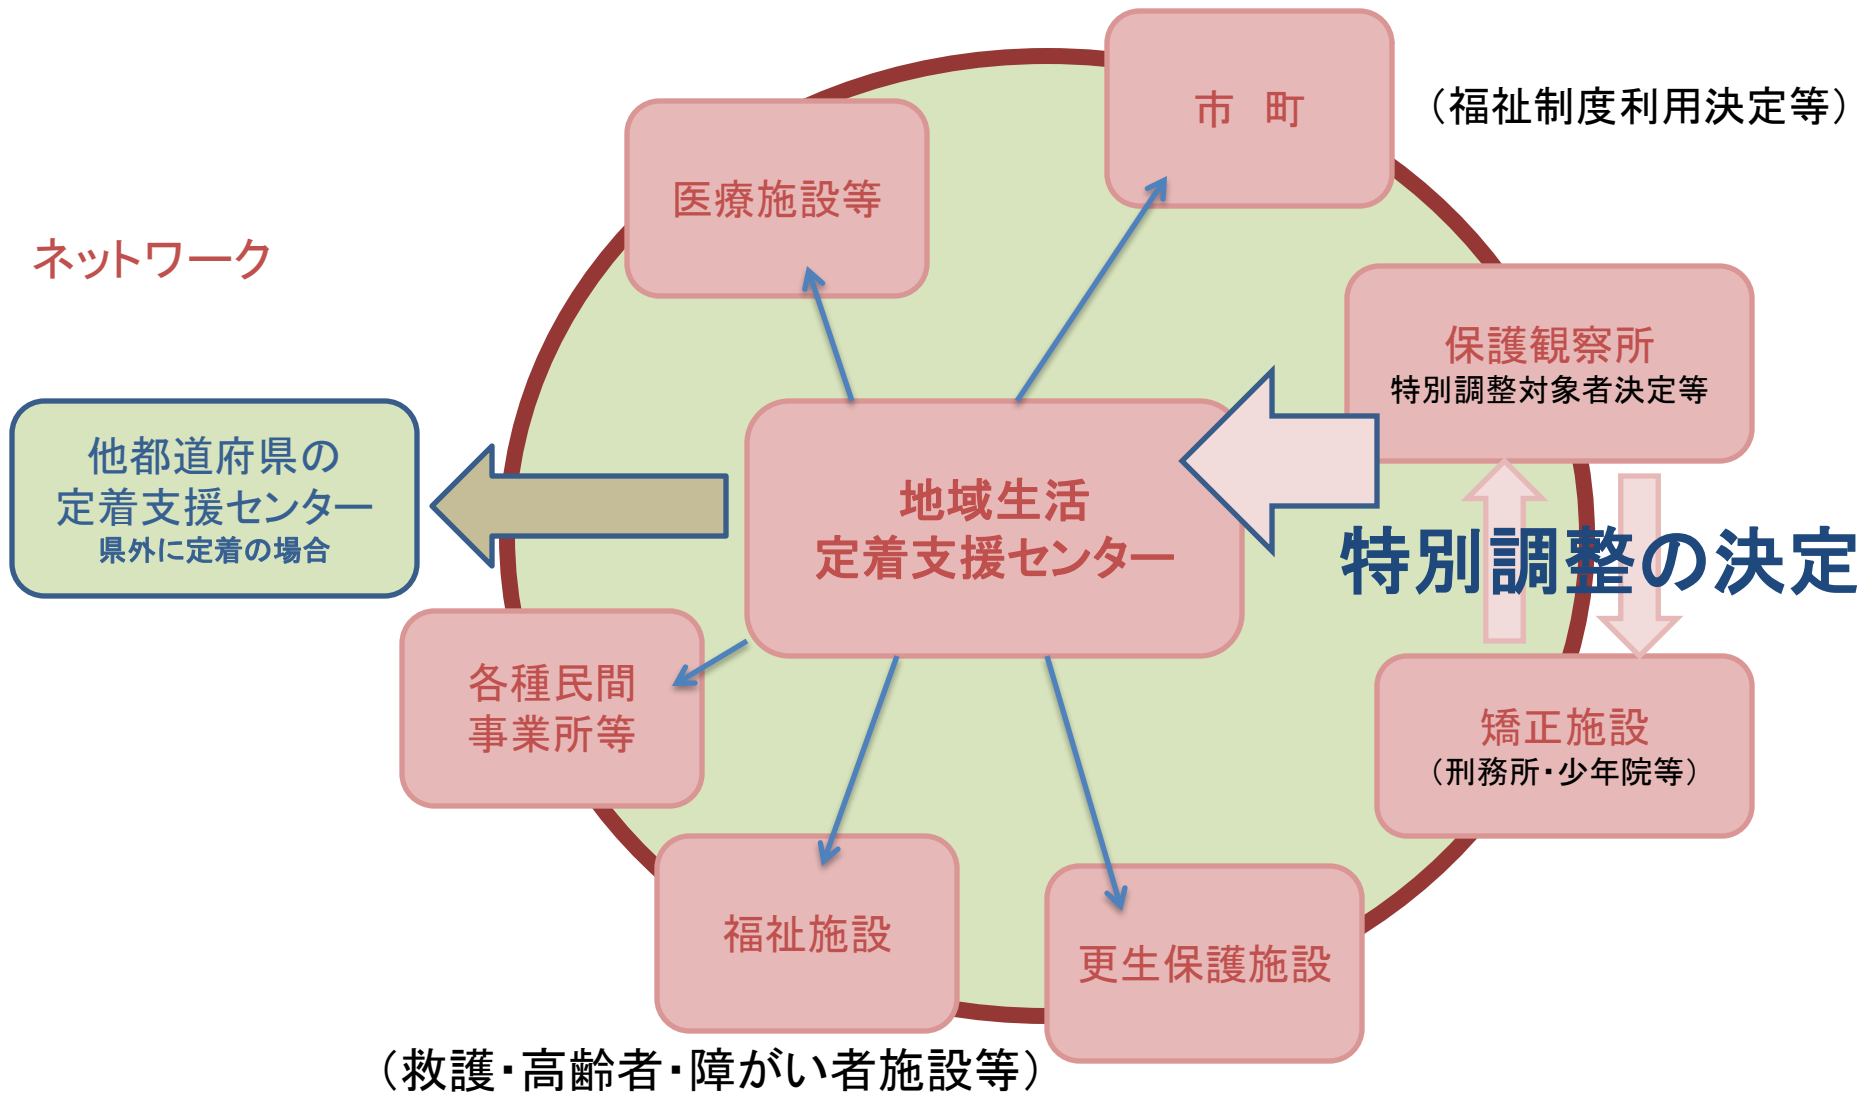 市　町
（福祉制度利用決定等）
医療施設等
ネットワーク
保護観察所
特別調整対象者決定等
他都道府県の
定着支援センター
県外に定着の場合
地域生活
定着支援センター
特別調整の決定
各種民間
事業所等
矯正施設
（刑務所・少年院等）
福祉施設
更生保護施設
（救護・高齢者・障がい者施設等）